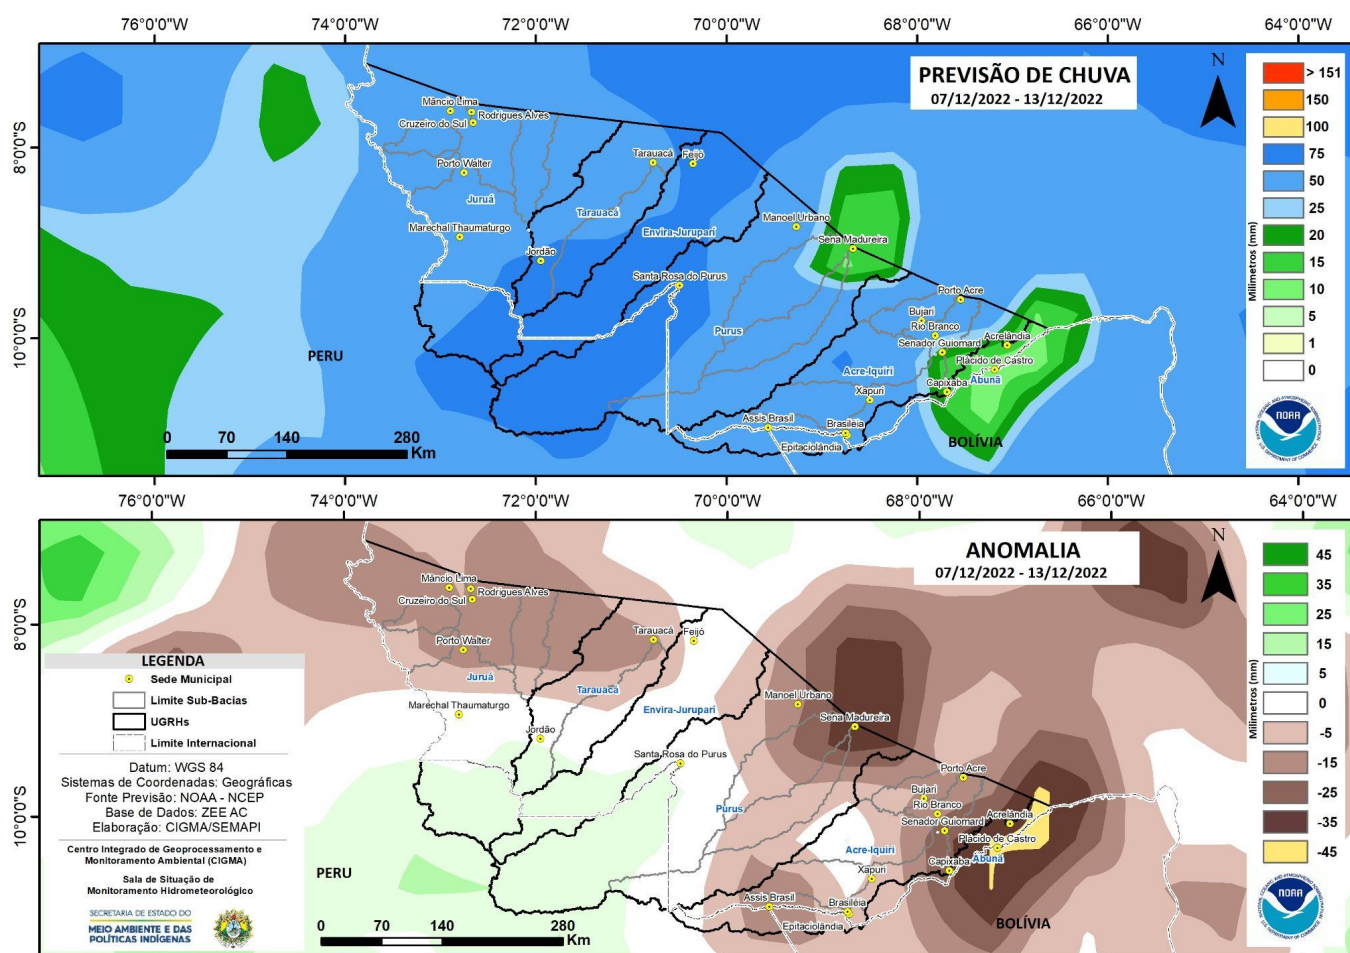 76°0'0"W 74°0'0"W 72°0'0"W 70°0'0"W 68°0'0"W 66°0'0"W 64°0'0"W
8°0'0"S
10°0'0"S
PREVISÃO DE CHUVA
07/12/2022 - 13/12/2022
N
Milímetros (mm)
> 151
150
100
75
50
25
20
15
10
5
1
0
NOAA
Mâncio Lima
Rodrigues Alves
Cruzeiro do Sul
Porto Walter
Juruá
Marechal Thaumaturgo
Jordão
Tarauacá
Feijó
Tarauacá
Envira-Jurupari
Santa Rosa do Purus
Manoel Urbano
Sena Madureira
Purus
Porto Acre
Bujari
Rio Branco
Senador Guiomard
Acrelândia
Plácido de Castro
Abunã
Capixaba
Acre-Iquiri
Xapuri
Assis Brasil
Brasiléia
Epitaciolândia
PERU
BOLÍVIA
0 70 140 280
Km
76°0'0"W 74°0'0"W 72°0'0"W 70°0'0"W 68°0'0"W 66°0'0"W 64°0'0"W
8°0'0"S
10°0'0"S
ANOMALIA
07/12/2022 - 13/12/2022
N
Milímetros (mm)
45
35
25
15
5
0
-5
-15
-25
-35
-45
NOAA
Mâncio Lima
Rodrigues Alves
Cruzeiro do Sul
Porto Walter
Juruá
Marechal Thaumaturgo
Jordão
Tarauacá
Feijó
Tarauacá
Envira-Jurupari
Santa Rosa do Purus
Manoel Urbano
Sena Madureira
Purus
Porto Acre
Bujari
Rio Branco
Senador Guiomard
Acrelândia
Plácido de Castro
Abunã
Capixaba
Acre-Iquiri
Xapuri
Assis Brasil
Brasiléia
Epitaciolândia
PERU
BOLÍVIA
0 70 140 280
Km
LEGENDA
Sede Municipal
Limite Sub-Bacias
UGRHs
Limite Internacional
Datum: WGS 84
Sistemas de Coordenadas: Geográficas
Fonte Previsão: NOAA - NCEP
Base de Dados: ZEE AC
Elaboração: CIGMA/SEMAPI
Centro Integrado de Geoprocessamento e
Monitoramento Ambiental (CIGMA)
Sala de Situação de
Monitoramento Hidrometeorológico
SECRETARIA DE ESTADO DO
MEIO AMBIENTE E DAS
POLÍTICAS INDÍGENAS